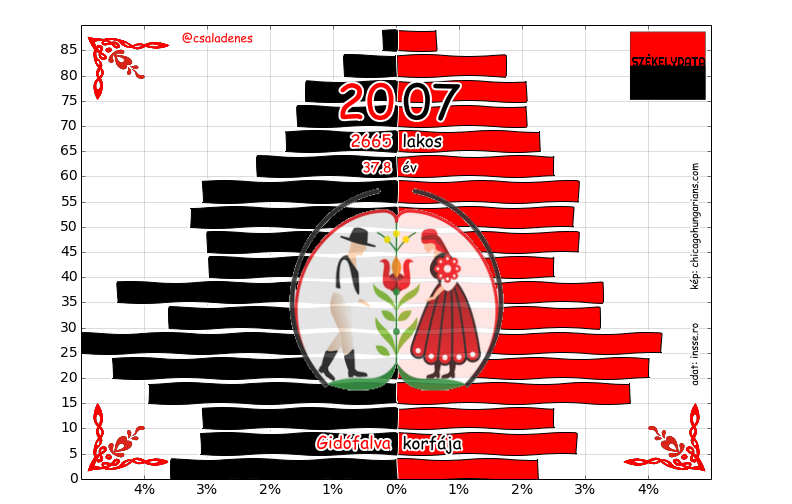 @csaladenes
SZÉKELYDATA
2007
2665 lakos
37.8 év
kép: chicagohungarians.com/
adat: insse.ro
Gidófalva korfája
85
80
75
70
65
60
55
50
45
40
35
30
25
20
15
10
5
0
4% 3% 2% 1% 0% 1% 2% 3% 4%